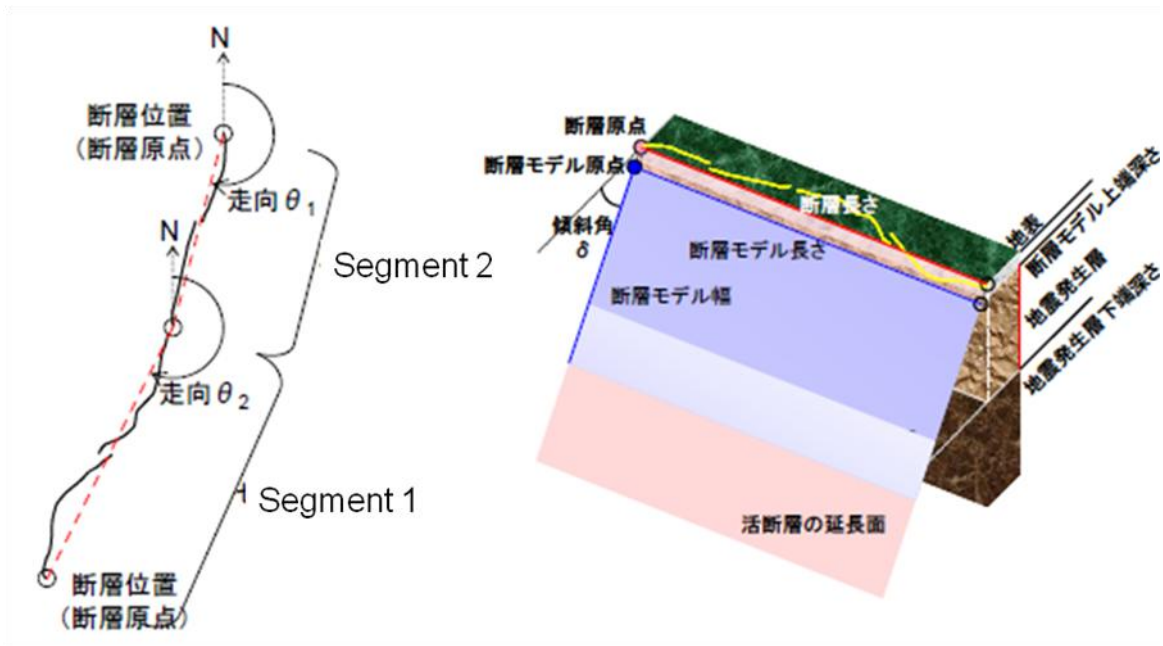 N
断層位置
(断層原点)
走向θ1
N
Segment 2
走向θ2
Segment 1
断層位置
(断層原点)
断層原点
断層モデル原点
傾斜角
δ
断層長さ
断層モデル長さ
断層モデル幅
活断層の延長面
地表
断層モデル上端深さ
地震発生層
地震発生層下端深さ